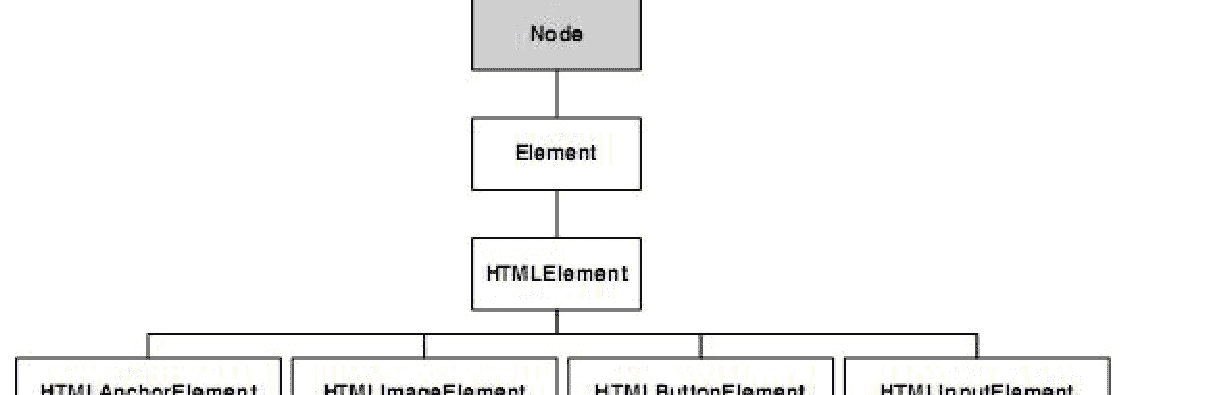 Node
Element
HTMLElement
HTMLAnchorElement HTMLImageElement HTMLButtonElement HTMLInputElement